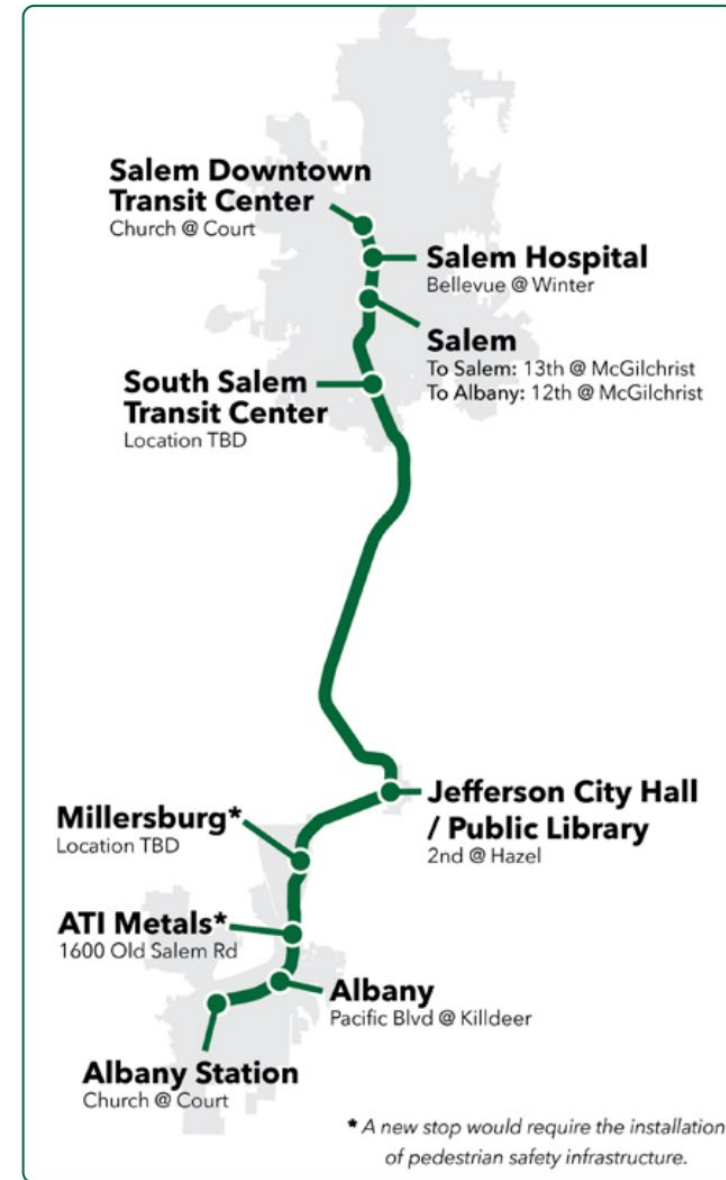 Salem Downtown
Transit Center
Church @ Court
Salem Hospital
Bellevue @ Winter
Salem
To Salem: 13th @ McGilchrist
To Albany: 12th @ McGilchrist
South Salem
Transit Center
Location TBD
Jefferson City Hall
/ Public Library
2nd @ Hazel
Millersburg*
Location TBD
ATI Metals*
1600 Old Salem Rd
Albany
Pacific Blvd @ Killdeer
Albany Station
Church @ Court
* A new stop would require the installation
of pedestrian safety infrastructure.